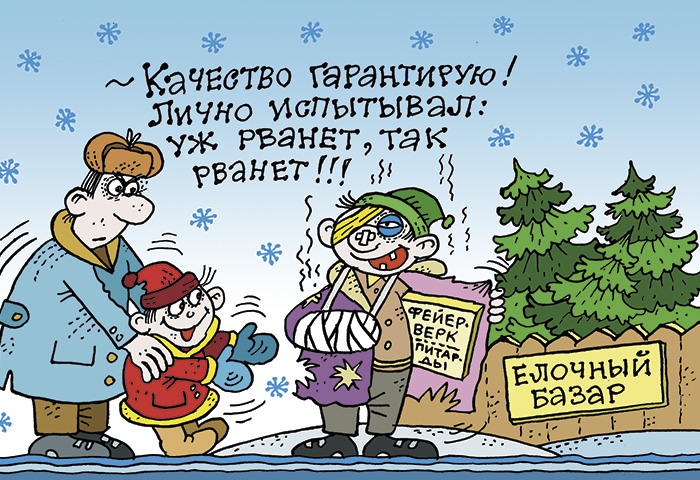 ~ Качество гарантирую!
Лично испытывал:
уж рванет, так
рванет!!!
ФЕЙЕР-
ВЕРК
ПИТАР-
ДЫ
ЕЛОЧНЫЙ
БАЗАР